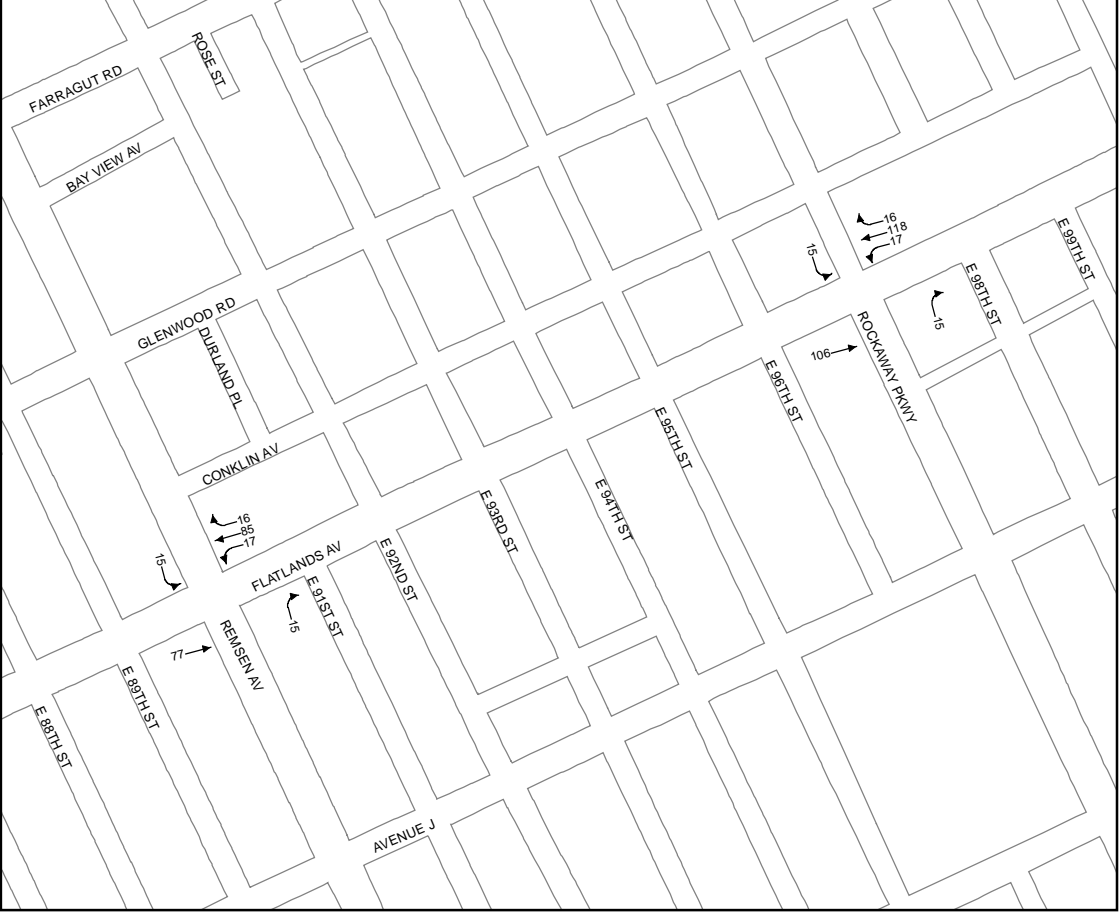 ROSE ST
FARRAGUT RD
BAY VIEW AV
16
118
17
15
E 99TH ST
E 98TH ST
GLENWOOD RD
15
DURLAND PL
ROCKAWAY PKWY
106
E 96TH ST
E 95TH ST
CONKLIN AV
E 94TH ST
E 93RD ST
16
85
17
15
FLATLANDS AV
E 92ND ST
E 91ST ST
15
REMSEN AV
77
E 89TH ST
E 88TH ST
AVENUE J